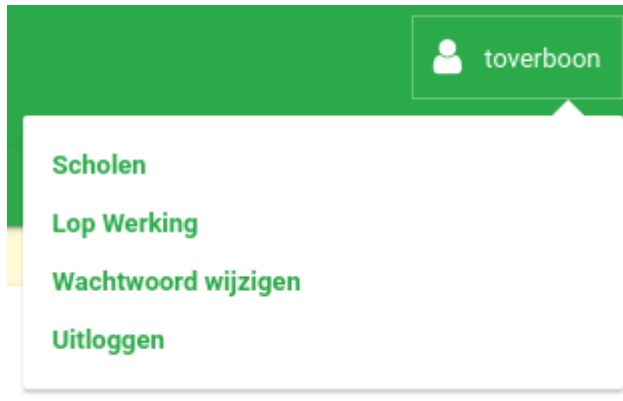 toverboon
Scholen
Lop Werking
Wachtwoord wijzigen
Uitloggen